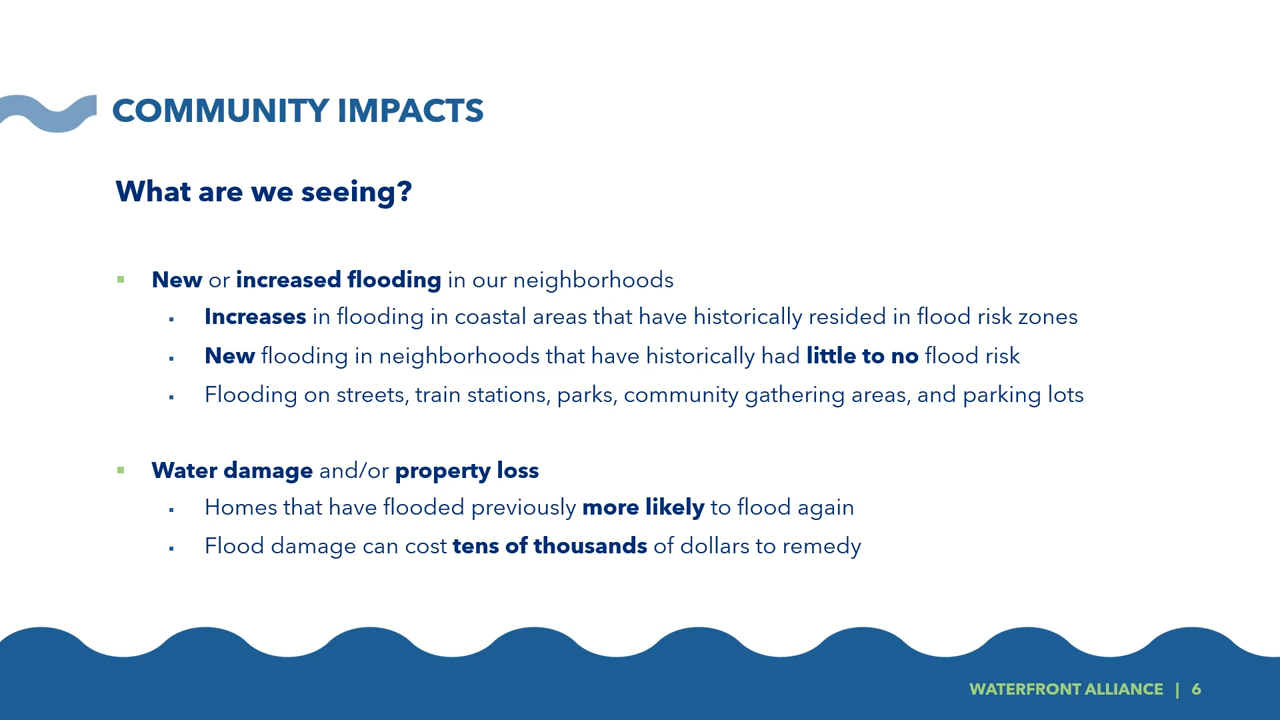 COMMUNITY IMPACTS
What are we seeing?
New or increased flooding in our neighborhoods
Increases in flooding in coastal areas that have historically resided in flood risk zones
New flooding in neighborhoods that have historically had little to no flood risk
Flooding on streets, train stations, parks, community gathering areas, and parking lots
Water damage and/or property loss
Homes that have flooded previously more likely to flood again
Flood damage can cost tens of thousands of dollars to remedy
WATERFRONT ALLIANCE | 6